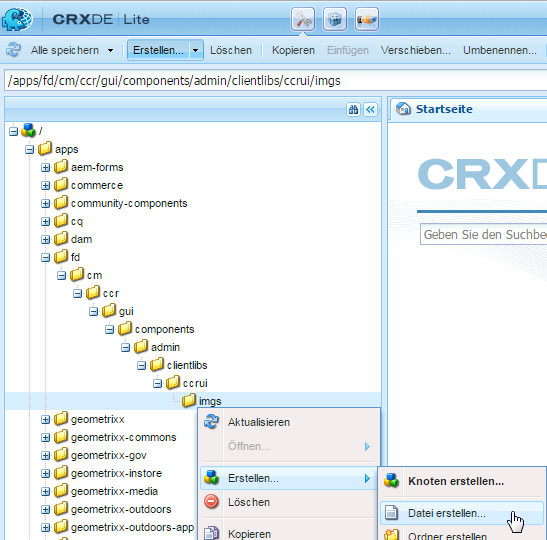 CRXDE | Lite
Alle speichern Erstellen... Löschen Kopieren Einfügen Verschieben... Umbenennen...
/apps/fd/cm/ccr/gui/components/admin/clientlibs/ccrui/imgs
Startseite
/
apps
aem-forms
commerce
community-components
cq
dam
fd
cm
ccr
gui
components
admin
clientlibs
ccrui
imgs
geometrixx
geometrixx-commons
geometrixx-gov
geometrixx-instore
geometrixx-media
geometrixx-outdoors
geometrixx-outdoors-app
CRXD
Geben Sie den Suchbe
Aktualisieren
Öffnen...
Erstellen...
Löschen
Kopieren
Knoten erstellen...
Datei erstellen...
Ordner erstellen